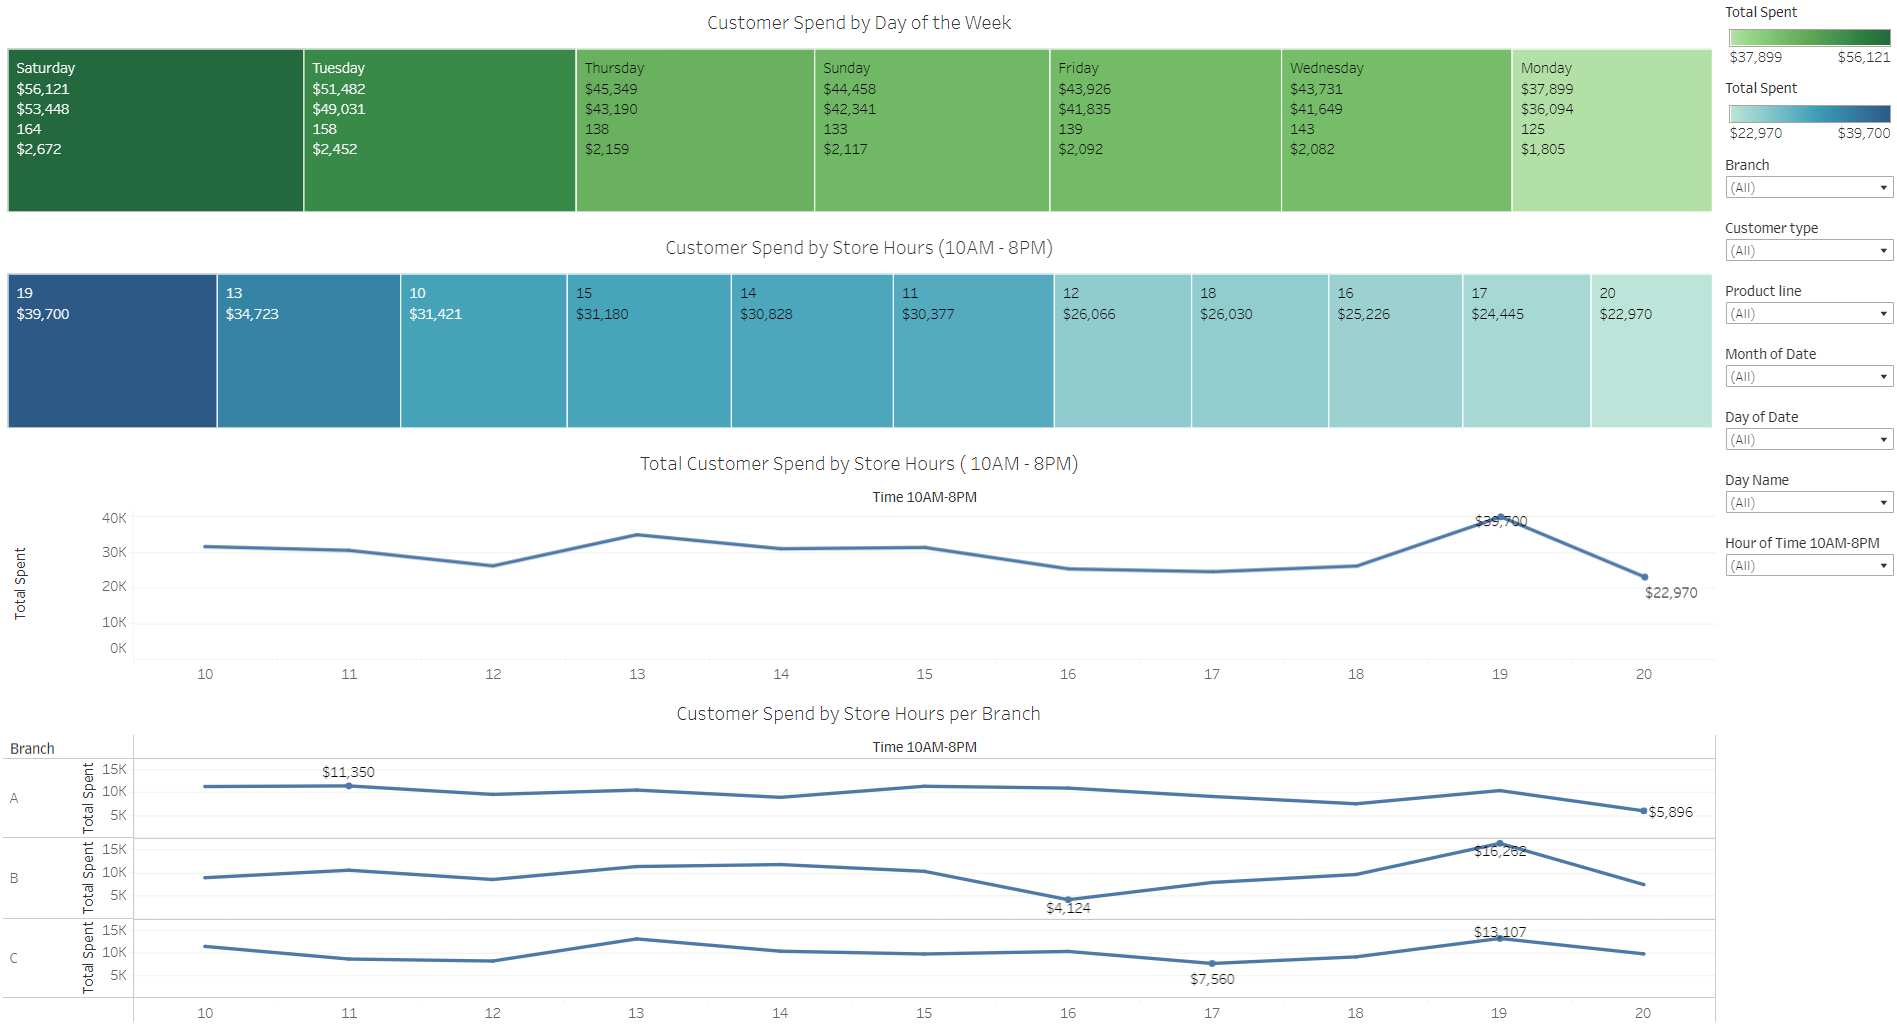 Customer Spend by Day of the Week
Saturday
$56,121
$53,448
164
$2,672
Tuesday
$51,482
$49,031
158
$2,452
Thursday
$45,349
$43,190
138
$2,159
Sunday
$44,458
$42,341
133
$2,117
Friday
$43,926
$41,835
139
$2,092
Wednesday
$43,731
$41,649
143
$2,082
Monday
$37,899
$36,094
125
$1,805
Customer Spend by Store Hours (10AM - 8PM)
19
$39,700
13
$34,723
10
$31,421
15
$31,180
14
$30,828
11
$30,377
12
$26,066
18
$26,030
16
$25,226
17
$24,445
20
$22,970
Total Customer Spend by Store Hours ( 10AM - 8PM)
Time 10AM-8PM
Total Spent
40K
30K
20K
10K
0K
$39,700
$22,970
10 11 12 13 14 15 16 17 18 19 20
Customer Spend by Store Hours per Branch
Branch
Time 10AM-8PM
A
Total Spent
15K
10K
5K
$11,350
$5,896
B
Total Spent
15K
10K
5K
$4,124
$16,262
C
Total Spent
15K
10K
5K
$7,560
$13,107
10 11 12 13 14 15 16 17 18 19 20
Total Spent
$37,899 $56,121
Total Spent
$22,970 $39,700
Branch
(All)
Customer type
(All)
Product line
(All)
Month of Date
(All)
Day of Date
(All)
Day Name
(All)
Hour of Time 10AM-8PM
(All)